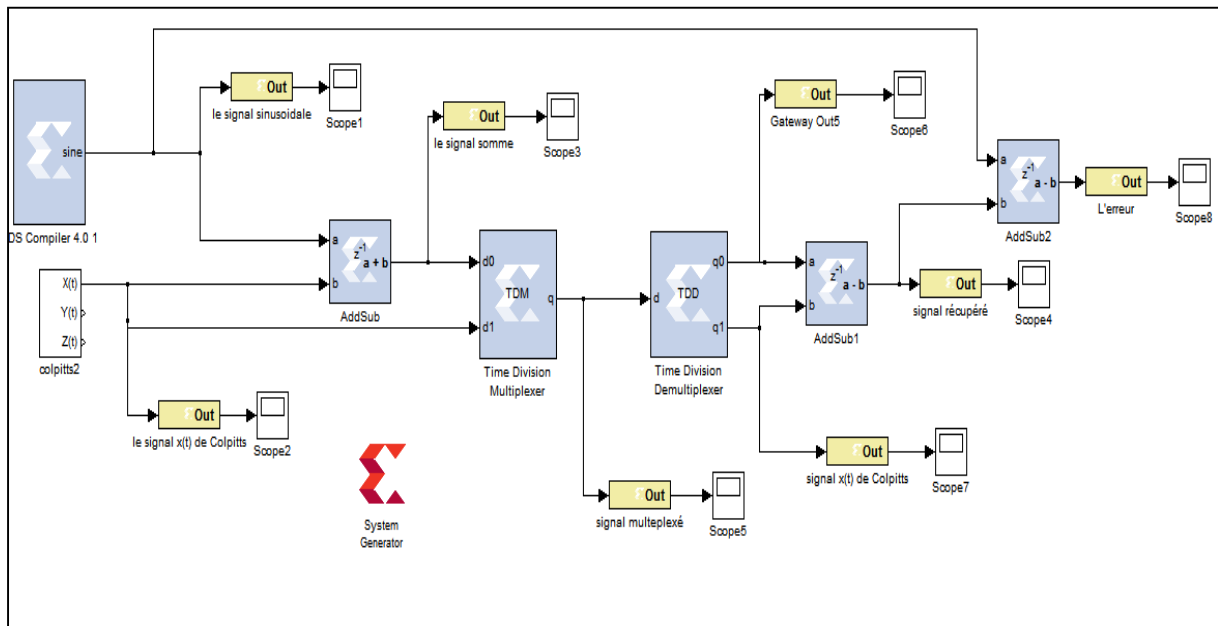 sine
DS Compiler 4.0 1
Out
le signal sinusoidale
Scope1
Out
le signal somme
Scope3
X(t)
Y(t)
Z(t)
colpitts2
a
b
z-1
a + b
AddSub
d0
d1
TDM
q
Time Division
Multiplexer
d
TDD
q0
q1
Time Division
Demultiplexer
Out
Gateway Out5
Scope6
a
b
z-1
a - b
AddSub1
a
b
z-1
a - b
AddSub2
Out
L'erreur
Scope8
Out
signal récupéré
Scope4
Out
le signal x(t) de Colpitts
Scope2
System
Generator
Out
signal multeplexé
Scope5
Out
signal x(t) de Colpitts
Scope7